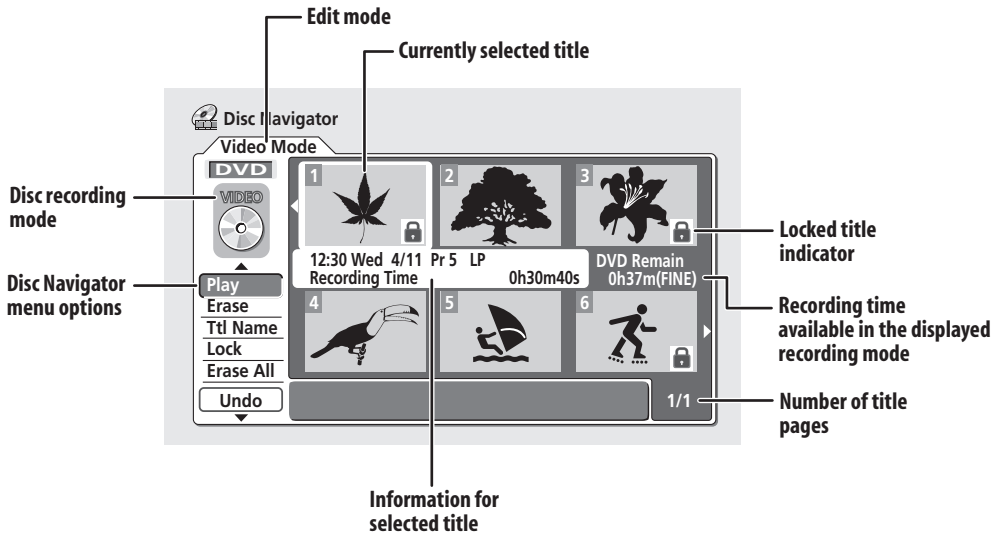 Edit mode
Currently selected title
Disc Navigator
Video Mode
DVD
VIDEO
Disc recording
mode
1
2
3
Locked title
indicator
12:30 Wed 4/11 Pr 5 LP
Recording Time 0h30m40s
DVD Remain
0h37m(FINE)
Disc Navigator
menu options
Play
Erase
Ttl Name
Lock
Erase All
Undo
4
5
6
Recording time
available in the displayed
recording mode
1/1
Number of title
pages
Information for
selected title